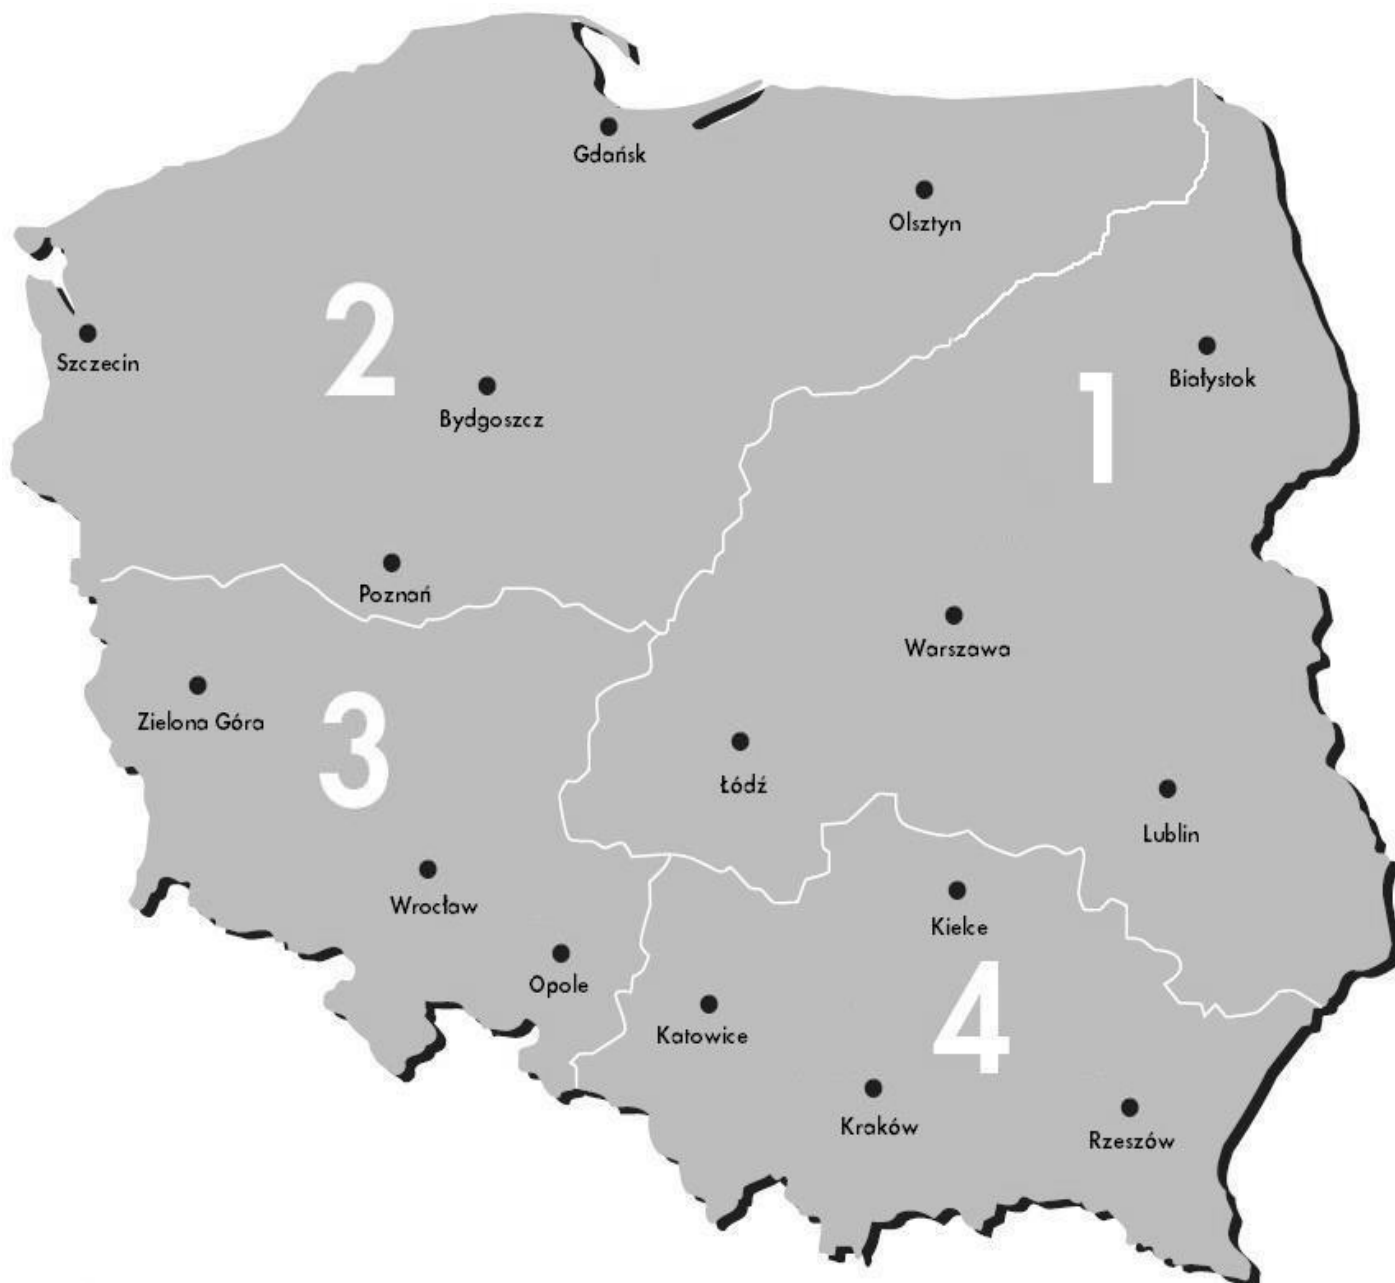 Gdańsk
Olsztyn
2
Szczecin
Bydgoszcz
1
Białystok
Poznań
Warszawa
Zielona Góra
3
Łódź
Lublin
Wrocław
Kielce
Opole
4
Katowice
Kraków
Rzeszów